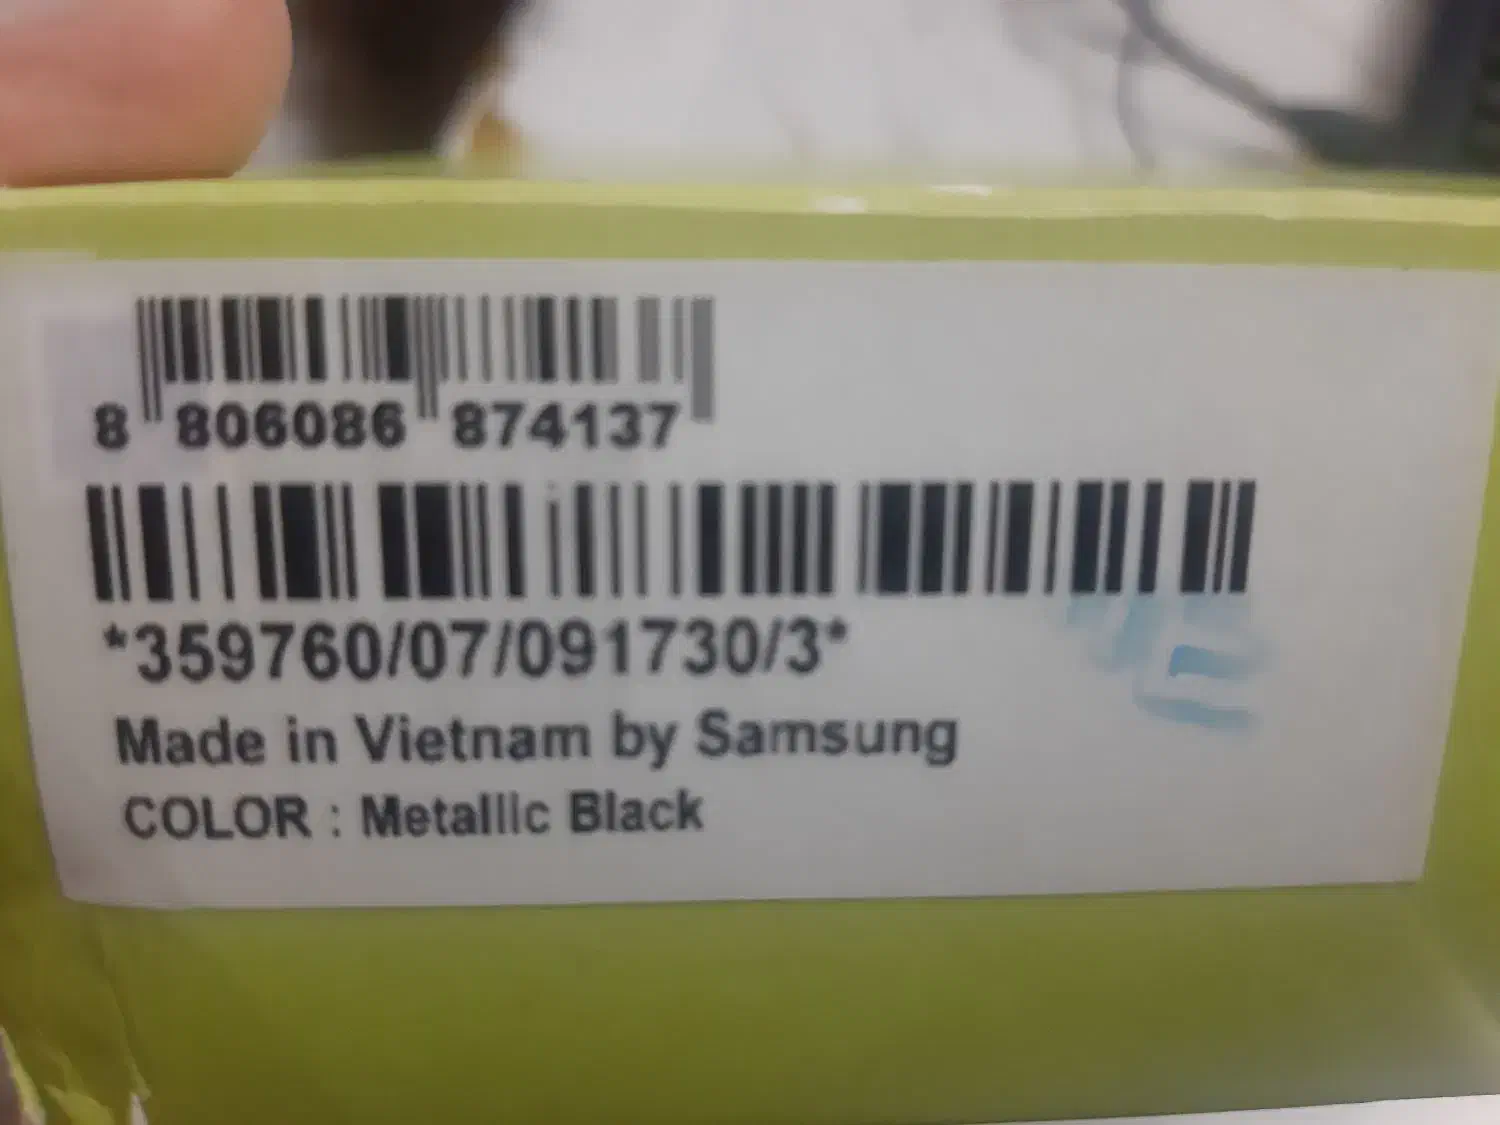 8 806086 874137
*359760/07/091730/3*
Made in Vietnam by Samsung
COLOR : Metallic Black